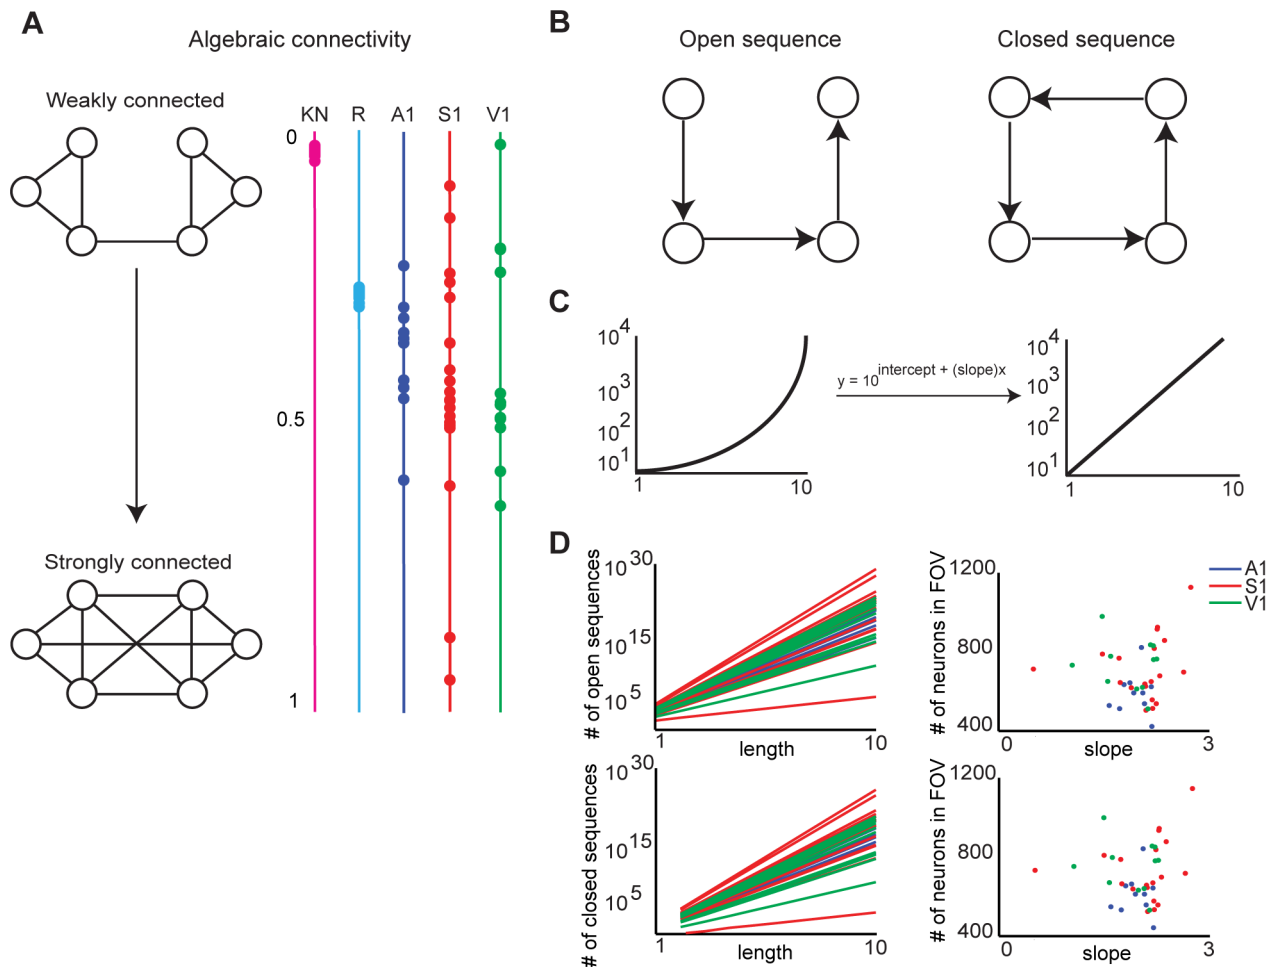 A
Algebraic connectivity
Weakly connected
KN R A1 S1 V1
0
0.5
1
Strongly connected
B
Open sequence
Closed sequence
C
10^4
10^3
10^2
10^1
1 10
y = 10^intercept + (slope)x
10^4
10^3
10^2
10^1
1 10
D
# of open sequences
10^30
10^15
10^5
1 length 10
# of neurons in FOV
1200
800
400
0 slope 3
A1
S1
V1
# of closed sequences
10^30
10^15
10^5
1 length 10
# of neurons in FOV
1200
800
400
0 slope 3